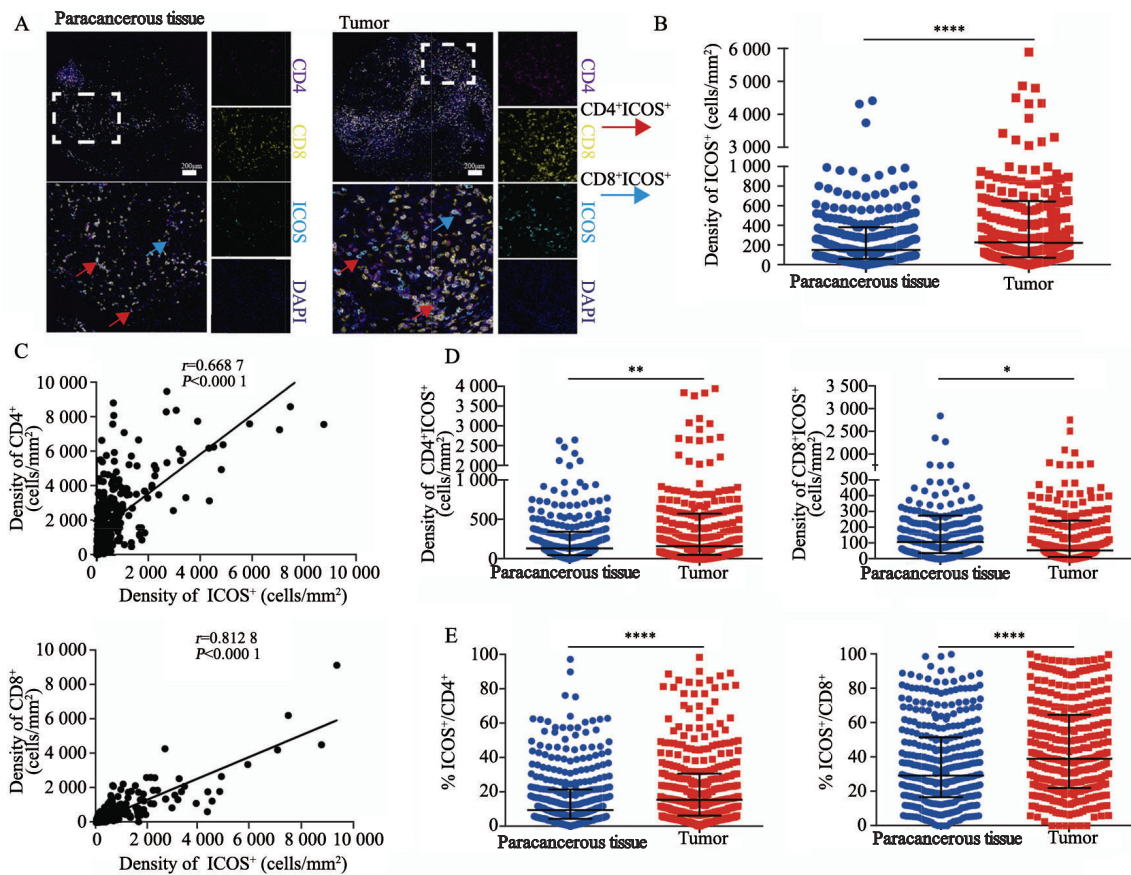 A
Paracancerous tissue
Tumor
CD4
CD8
ICOS
DAPI
200μm
CD4
CD8
ICOS
DAPI
200μm
CD4⁺ICOS⁺
CD8⁺ICOS⁺
B
****
Density of ICOS⁺ (cells/mm²)
6 000
5 000
4 000
3 000
1 000
800
600
400
200
0
Paracancerous tissue
Tumor
C
r=0.668 7
P<0.000 1
Density of CD4⁺
(cells/mm²)
10 000
8 000
6 000
4 000
2 000
0
0 2 000 4 000 6 000 8 000 10 000
Density of ICOS⁺ (cells/mm²)
r=0.812 8
P<0.000 1
Density of CD8⁺
(cells/mm²)
10 000
8 000
6 000
4 000
2 000
0
0 2 000 4 000 6 000 8 000 10 000
Density of ICOS⁺ (cells/mm²)
D
**
Density of CD4⁺ICOS⁺
(cells/mm²)
4 000
3 500
3 000
2 500
2 000
1 000
500
0
Paracancerous tissue
Tumor
*
Density of CD8⁺ICOS⁺
(cells/mm²)
3 500
3 000
2 500
2 000
1 500
1 000
500
400
300
200
100
0
Paracancerous tissue
Tumor
E
****
% ICOS⁺/CD4⁺
100
80
60
40
20
0
Paracancerous tissue
Tumor
****
% ICOS⁺/CD8⁺
100
80
60
40
20
0
Paracancerous tissue
Tumor